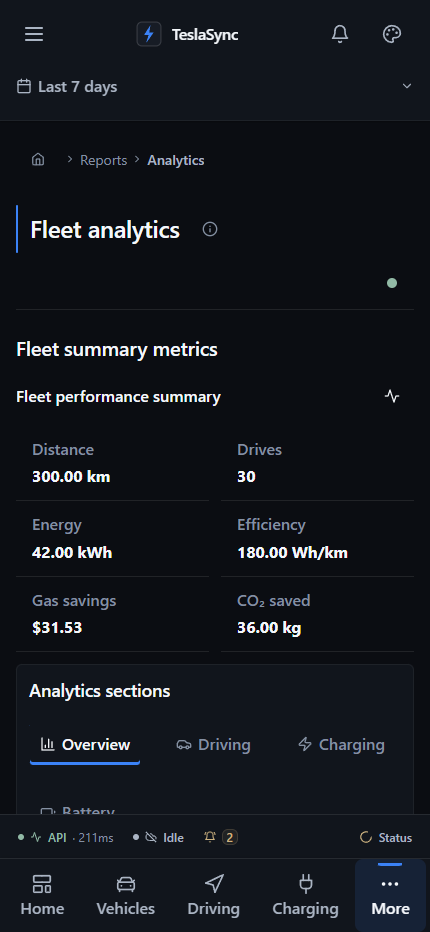 TeslaSync
Last 7 days
Reports > Analytics
Fleet analytics
Fleet summary metrics
Fleet performance summary
Distance Drives
300.00 km 30
Energy Efficiency
42.00 kWh 180.00 Wh/km
Gas savings CO₂ saved
$31.53 36.00 kg
Analytics sections
Overview Driving Charging
Battery
API · 211ms Idle 2 Status
Home Vehicles Driving Charging More